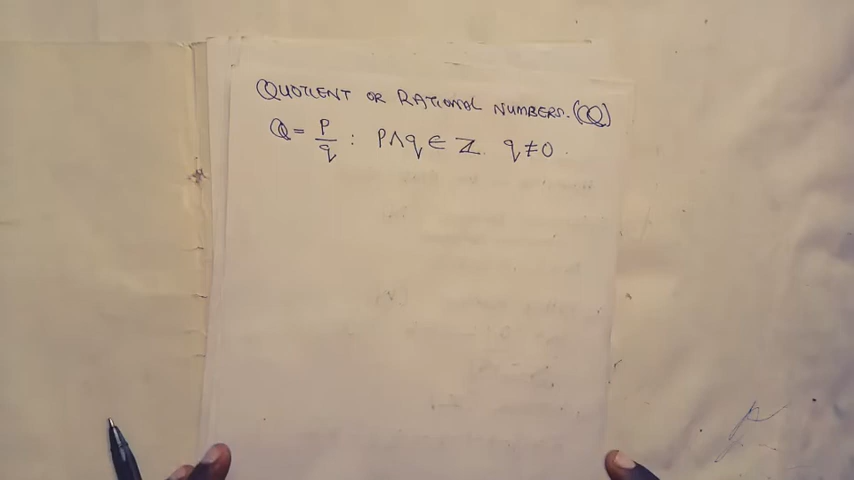 QUOTIENT OR RATIONAL NUMBERS. (ℚ)
ℚ = P/q : P∧q ∈ ℤ. q≠0.